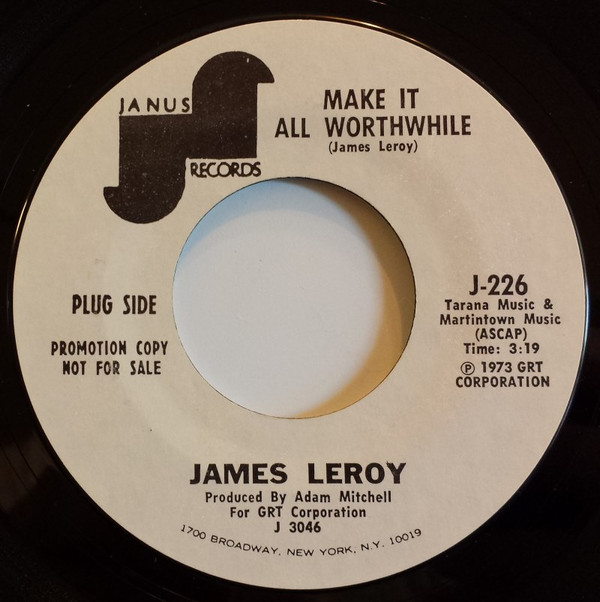 JANUS
RECORDS
MAKE IT
ALL WORTHWHILE
(James Leroy)
PLUG SIDE
PROMOTION COPY
NOT FOR SALE
J-226
Tarana Music &
Martintown Music
(ASCAP)
Time: 3:19
Ⓟ 1973 GRT
CORPORATION
JAMES LEROY
Produced By Adam Mitchell
For GRT Corporation
J 3046
1700 BROADWAY, NEW YORK, N.Y. 10019